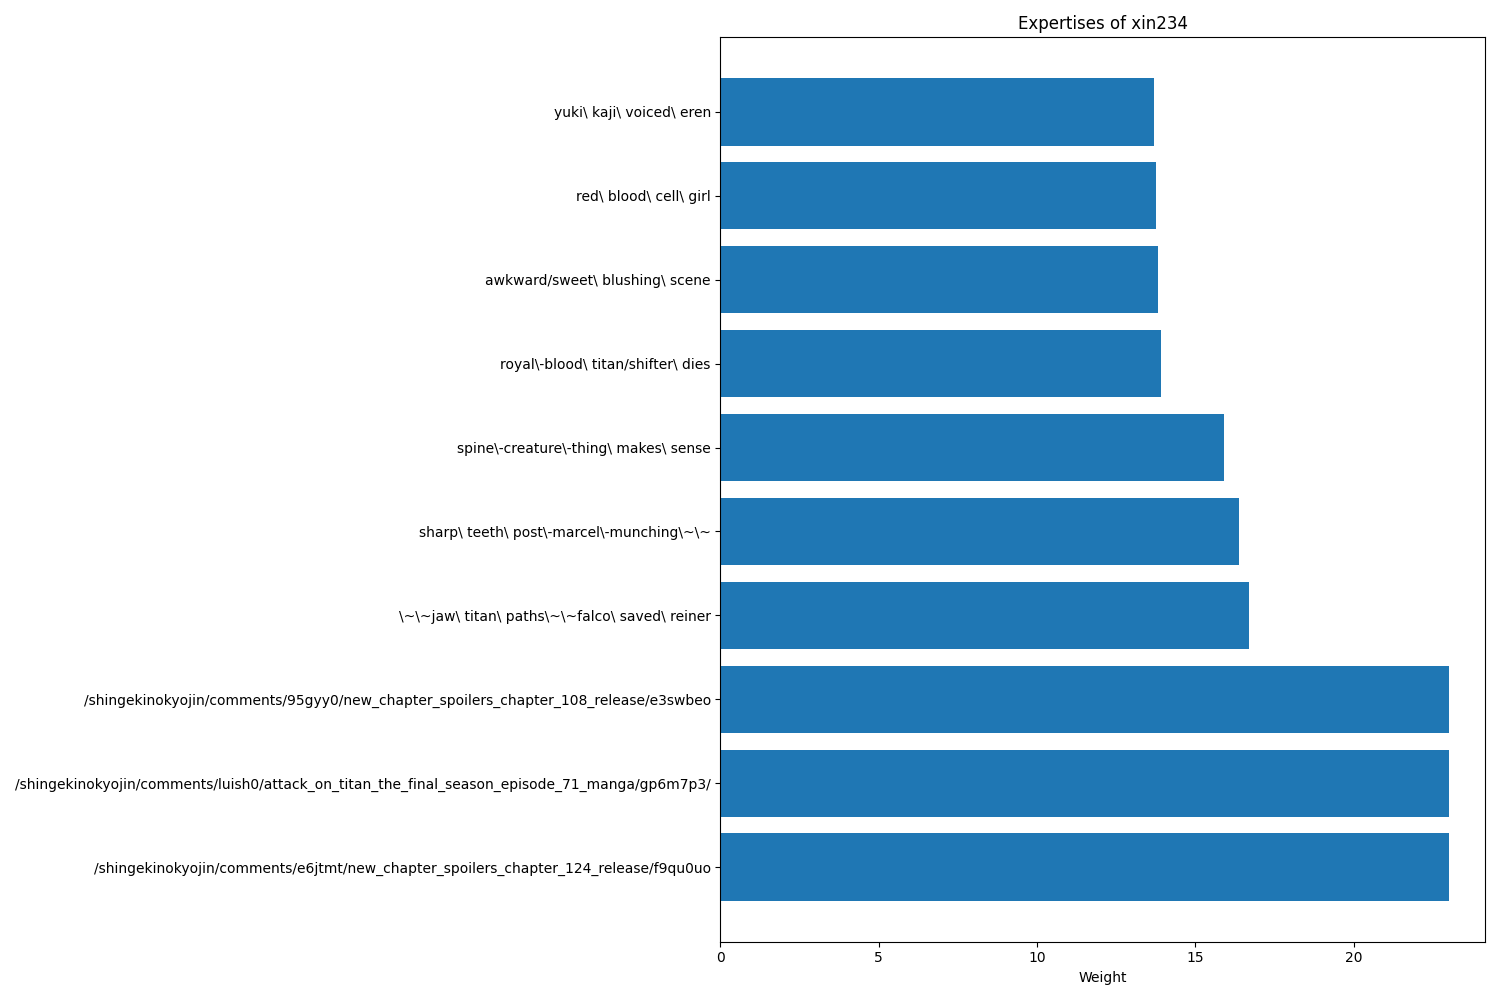 Expertises of xin234
yuki\ kaji\ voiced\ eren
red\ blood\ cell\ girl
awkward/sweet\ blushing\ scene
royal\-blood\ titan/shifter\ dies
spine\-creature\-thing\ makes\ sense
sharp\ teeth\ post\-marcel\-munching\~\~
\~\~jaw\ titan\ paths\~\~falco\ saved\ reiner
/shingekinokyojin/comments/95gyy0/new_chapter_spoilers_chapter_108_release/e3swbeo
/shingekinokyojin/comments/luish0/attack_on_titan_the_final_season_episode_71_manga/gp6m7p3/
/shingekinokyojin/comments/e6jtmt/new_chapter_spoilers_chapter_124_release/f9qu0uo
0 5 10 15 20
Weight